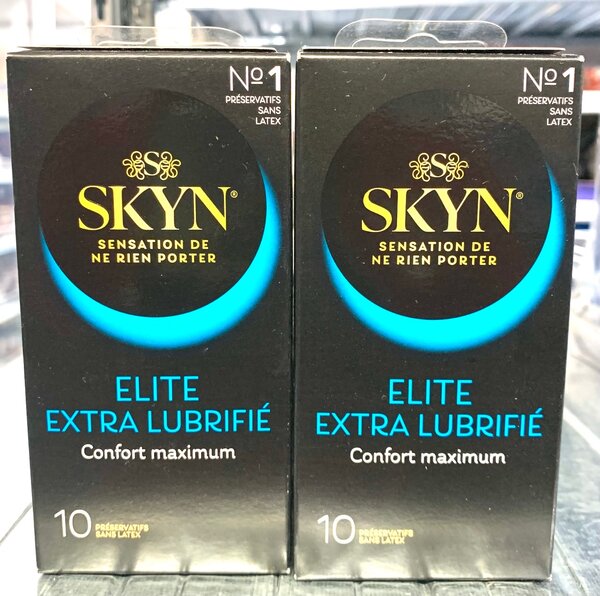 Nº1
PRÉSERVATIFS
SANS
LATEX
S
SKYN®
SENSATION DE
NE RIEN PORTER
ELITE
EXTRA LUBRIFIÉ
Confort maximum
10 PRÉSERVATIFS
SANS LATEX
Nº1
PRÉSERVATIFS
SANS
LATEX
S
SKYN®
SENSATION DE
NE RIEN PORTER
ELITE
EXTRA LUBRIFIÉ
Confort maximum
10 PRÉSERVATIFS
SANS LATEX